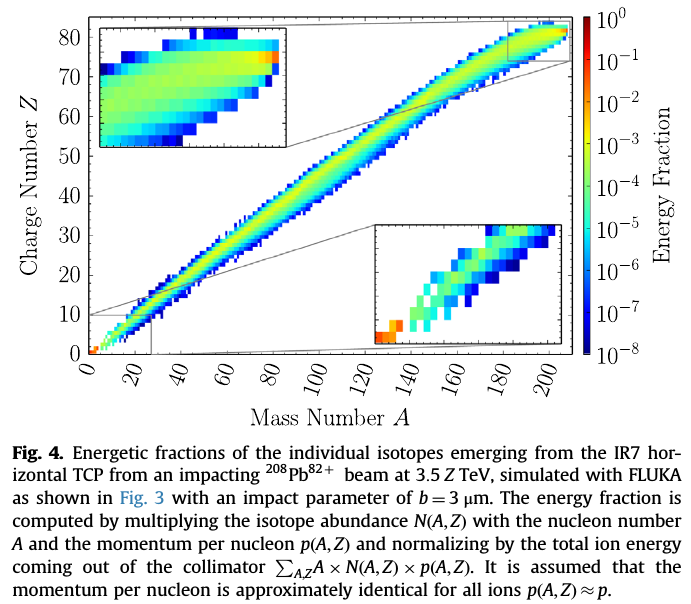 10^0
10^-1
10^-2
10^-3
10^-4
10^-5
10^-6
10^-7
10^-8
Energy Fraction
80
70
60
50
40
30
20
10
0
Charge Number Z
0
20
40
60
80
100
120
140
160
180
200
Mass Number A
Fig. 4. Energetic fractions of the individual isotopes emerging from the IR7 hor-
izontal TCP from an impacting ^208Pb^82+ beam at 3.5 Z TeV, simulated with FLUKA
as shown in Fig. 3 with an impact parameter of b = 3 μm. The energy fraction is
computed by multiplying the isotope abundance N(A, Z) with the nucleon number
A and the momentum per nucleon p(A, Z) and normalizing by the total ion energy
coming out of the collimator ∑_A,Z A × N(A, Z) × p(A, Z). It is assumed that the
momentum per nucleon is approximately identical for all ions p(A, Z) ≈ p.